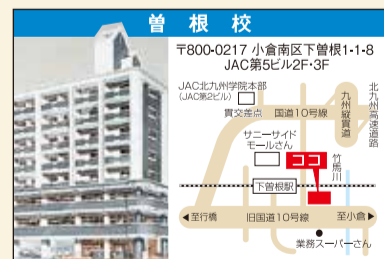 曽根校
〒800-0217 小倉南区下曽根1-1-8
JAC第5ビル2F・3F
JAC北九州学院本部
(JAC第2ビル)
貫交差点
国道10号線
九州縦貫道
北九州高速道路
サニーサイド
モールさん
ココ
竹馬川
下曽根駅
◀至行橋
旧国道10号線
至小倉▶
業務スーパーさん